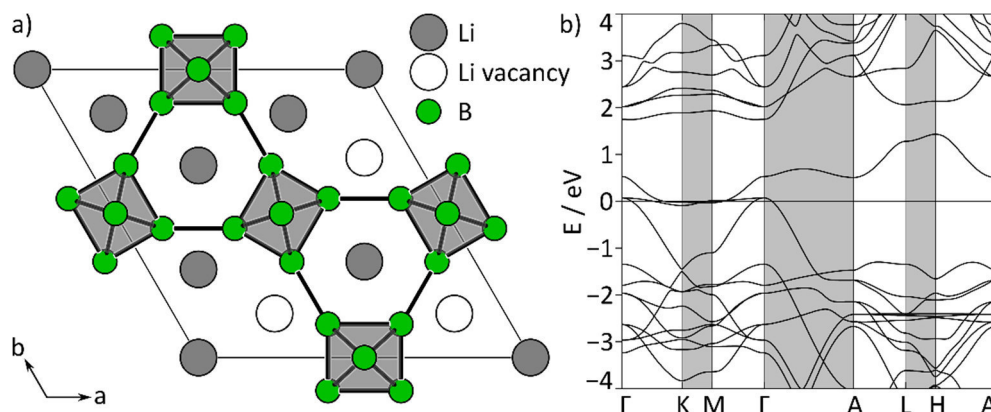 a)
Li
Li vacancy
B
b
a
b)
E / eV
4
3
2
1
0
−1
−2
−3
−4
Γ K M Γ A L H A